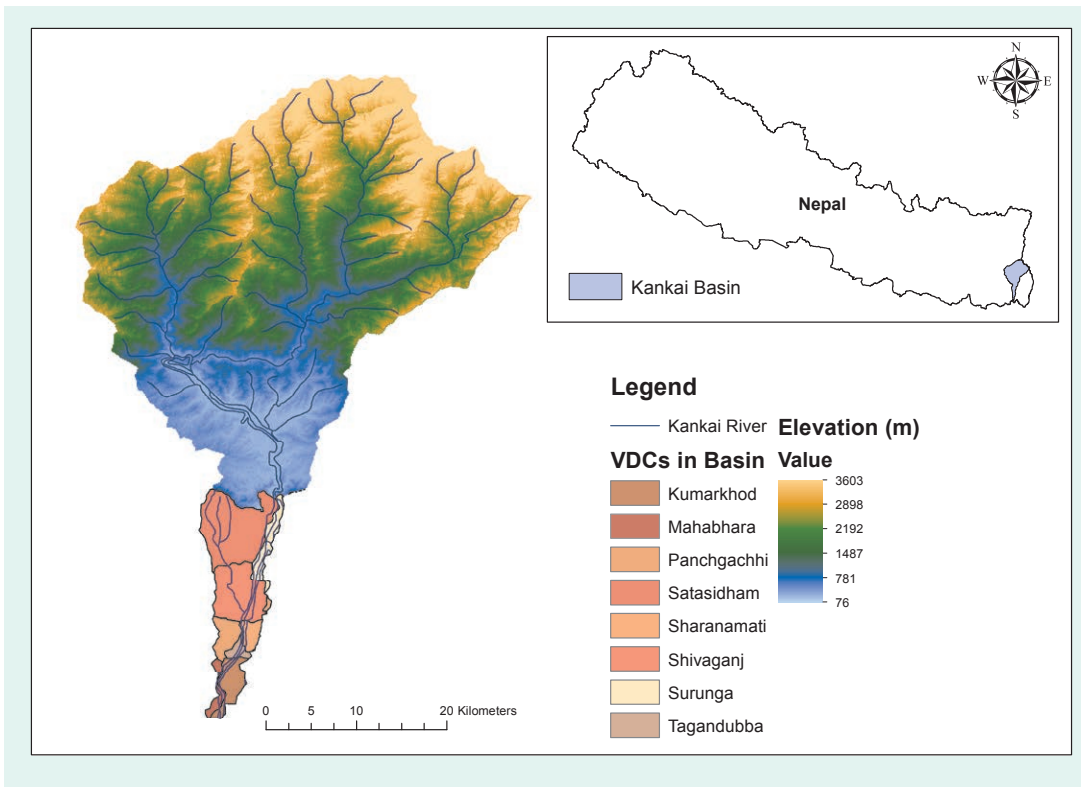 N
W E
S
Nepal
Kankai Basin
Legend
Kankai River
VDCs in Basin
Kumarkhod
Mahabhara
Panchgachhi
Satasidham
Sharanamati
Shivaganj
Surunga
Tagandubba
Elevation (m)
Value
3603
2898
2192
1487
781
76
0 5 10 20 Kilometers